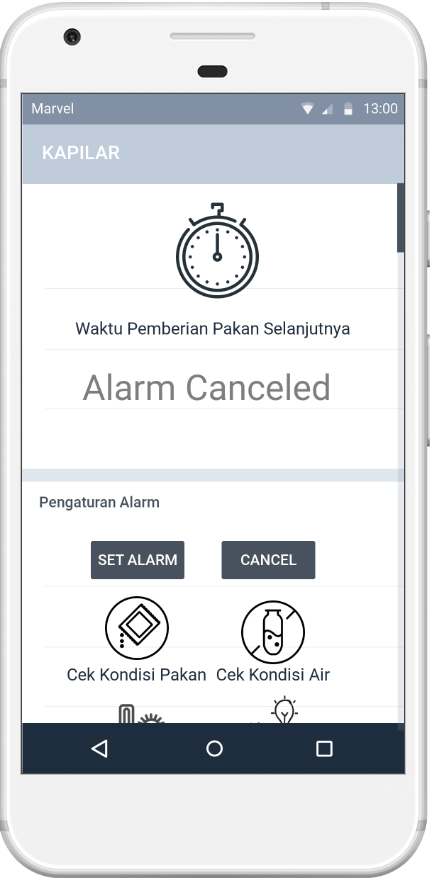 Marvel 13:00
KAPILAR
Waktu Pemberian Pakan Selanjutnya
Alarm Canceled
Pengaturan Alarm
SET ALARM CANCEL
Cek Kondisi Pakan Cek Kondisi Air